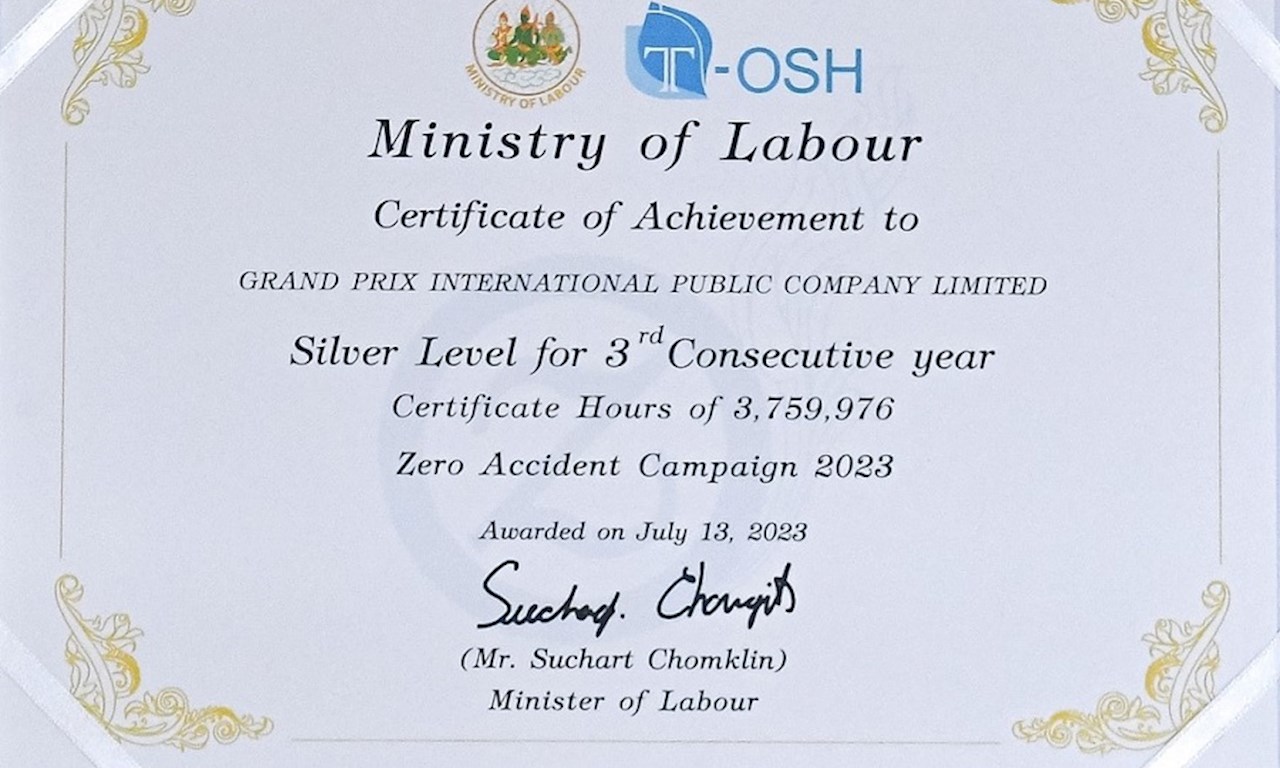 MINISTRY OF LABOUR
T-OSH
Ministry of Labour
Certificate of Achievement to
GRAND PRIX INTERNATIONAL PUBLIC COMPANY LIMITED
Silver Level for 3rd Consecutive year
Certificate Hours of 3,759,976
Zero Accident Campaign 2023
Awarded on July 13, 2023
(Mr. Suchart Chomklin)
Minister of Labour